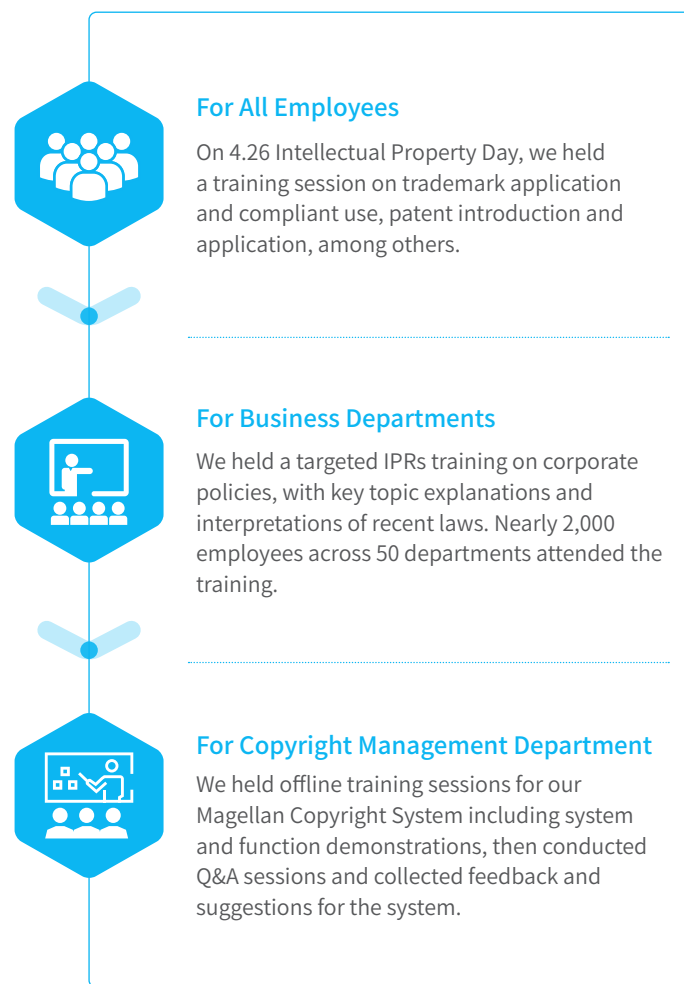 For All Employees
On 4.26 Intellectual Property Day, we held
a training session on trademark application
and compliant use, patent introduction and
application, among others.
For Business Departments
We held a targeted IPRs training on corporate
policies, with key topic explanations and
interpretations of recent laws. Nearly 2,000
employees across 50 departments attended the
training.
For Copyright Management Department
We held offline training sessions for our
Magellan Copyright System including system
and function demonstrations, then conducted
Q&A sessions and collected feedback and
suggestions for the system.